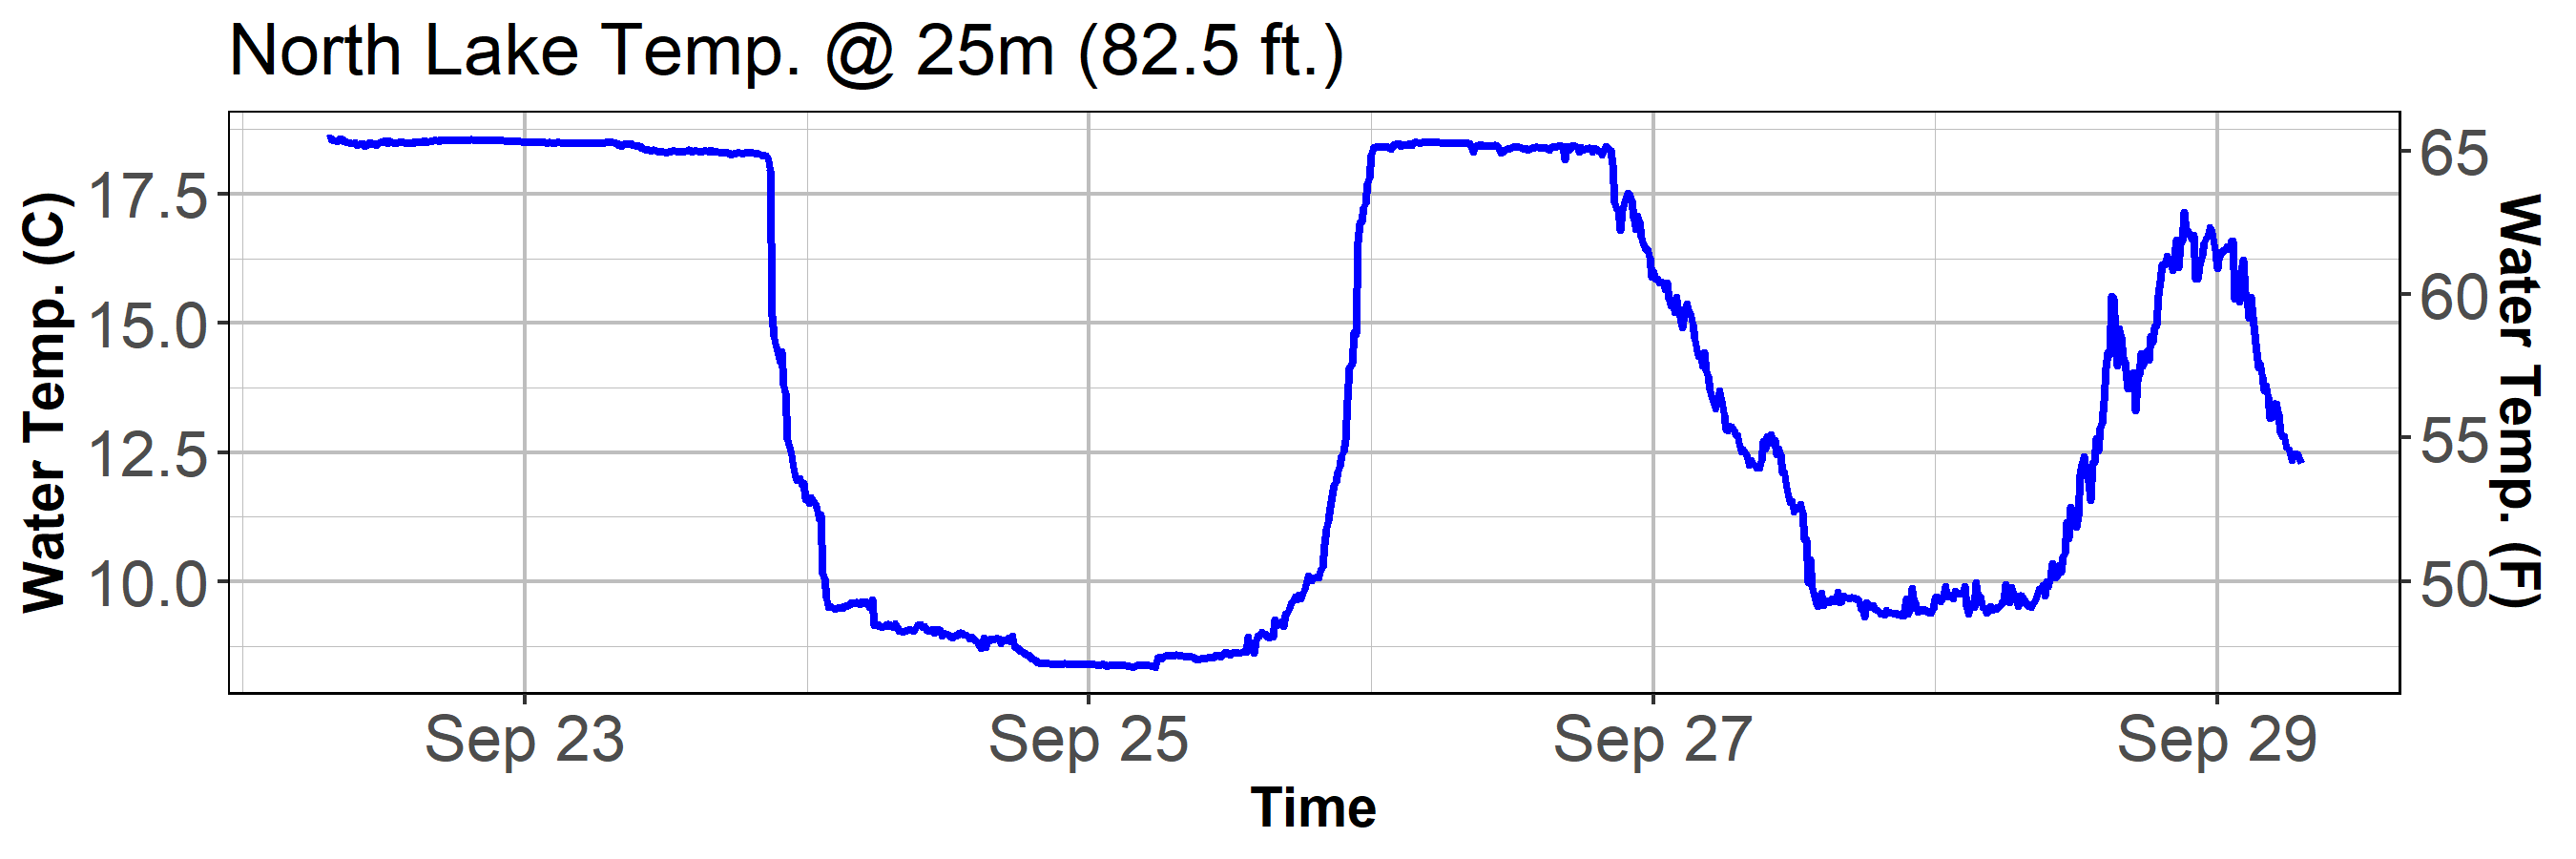 North Lake Temp. @ 25m (82.5 ft.)
Water Temp. (C)
17.5
15.0
12.5
10.0
65
60
55
50
Water Temp. (F)
Sep 23 Sep 25 Sep 27 Sep 29
Time